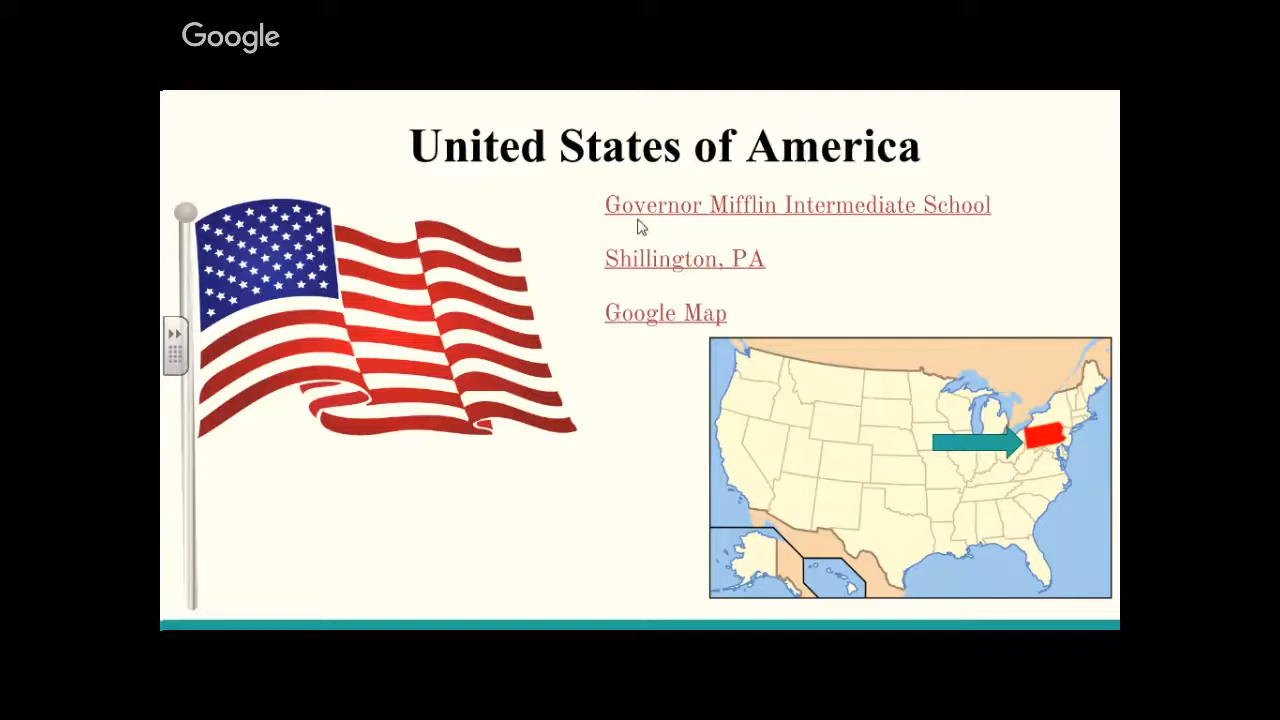 Google
United States of America
Governor Mifflin Intermediate School
Shillington, PA
Google Map